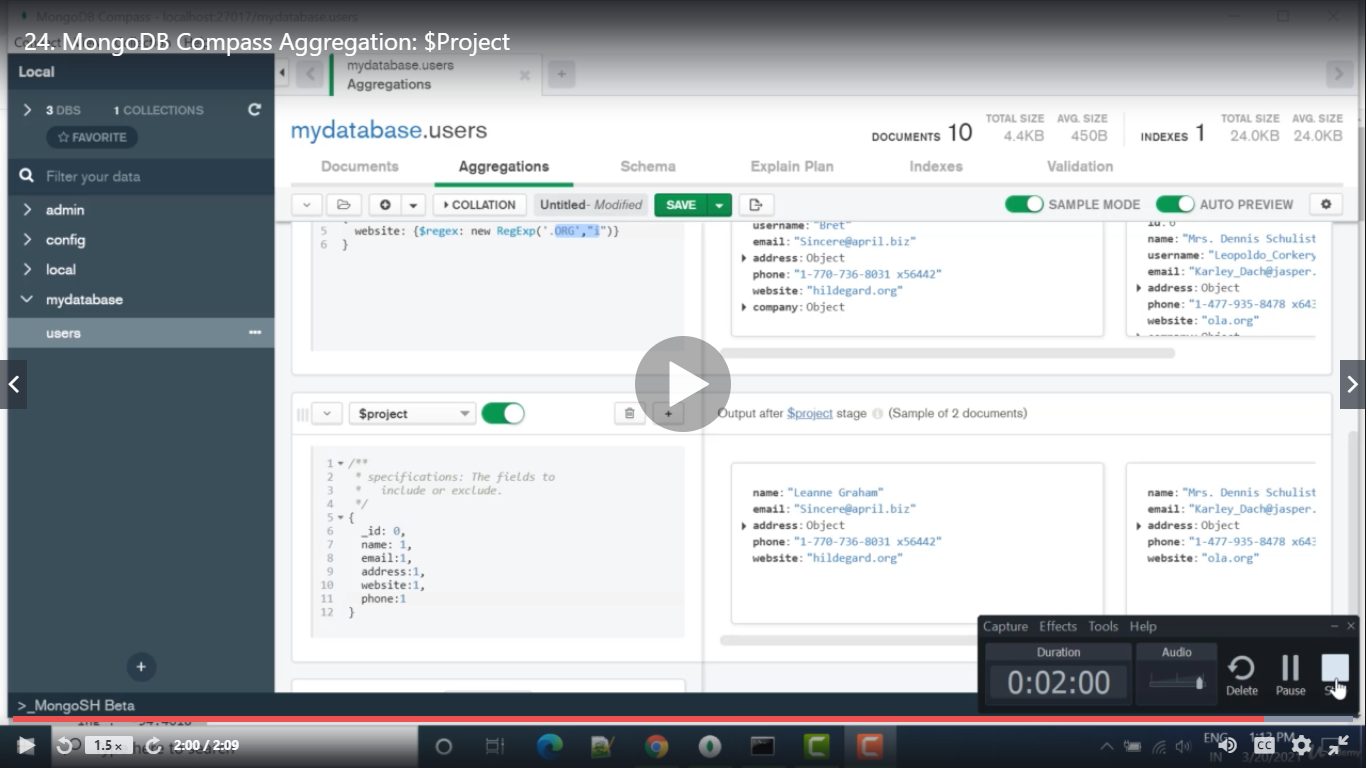 MongoDB Compass - localhost:27017/mydatabase.users
24. MongoDB Compass Aggregation: $Project
Local
mydatabase.users
Aggregations
3 DBS 1 COLLECTIONS
FAVORITE
mydatabase.users
DOCUMENTS 10
TOTAL SIZE
4.4KB
AVG. SIZE
450B
INDEXES 1
TOTAL SIZE
24.0KB
AVG. SIZE
24.0KB
Filter your data
Documents Aggregations Schema Explain Plan Indexes Validation
COLLATION Untitled- Modified SAVE SAMPLE MODE AUTO PREVIEW
admin
config
local
mydatabase
users
5 website: {$regex: new RegExp('.ORG',"i")}
6 }
username: "Bret"
email: "Sincere@april.biz"
address: Object
phone: "1-770-736-8031 x56442"
website: "hildegard.org"
company: Object
id: 6
name: "Mrs. Dennis Schulist
username: "Leopoldo_Corkery
email: "Karley_Dach@jasper.
address: Object
phone: "1-477-935-8478 x643
website: "ola.org"
company: Object
$project
Output after $project stage (Sample of 2 documents)
1 /**
2 * specifications: The fields to
3 * include or exclude.
4 */
5 {
6 _id: 0,
7 name: 1,
8 email:1,
9 address:1,
10 website:1,
11 phone:1
12 }
name: "Leanne Graham"
email: "Sincere@april.biz"
address: Object
phone: "1-770-736-8031 x56442"
website: "hildegard.org"
name: "Mrs. Dennis Schulist
email: "Karley_Dach@jasper.
address: Object
phone: "1-477-935-8478 x643
website: "ola.org"
Capture Effects Tools Help
Duration
0:02:00
Audio
Delete Pause
>_MongoSH Beta
1.5×
2:00 / 2:09
here to search
ENG
IN
1:13 PM
3/20/2021
CC